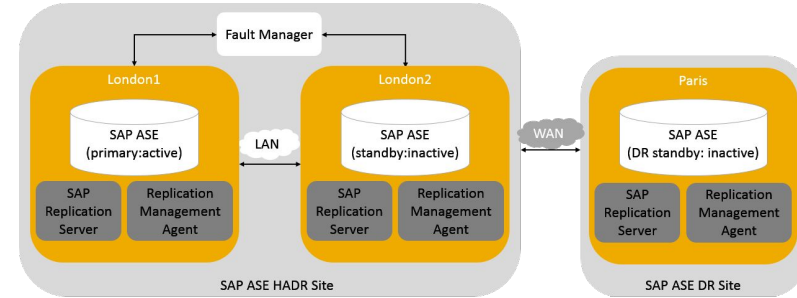 Fault Manager
London1
London2
Paris
SAP ASE
(primary:active)
LAN
SAP ASE
(standby:inactive)
WAN
SAP ASE
(DR standby: inactive)
SAP
Replication
Server
Replication
Management
Agent
SAP
Replication
Server
Replication
Management
Agent
SAP
Replication
Server
Replication
Management
Agent
SAP ASE HADR Site
SAP ASE DR Site